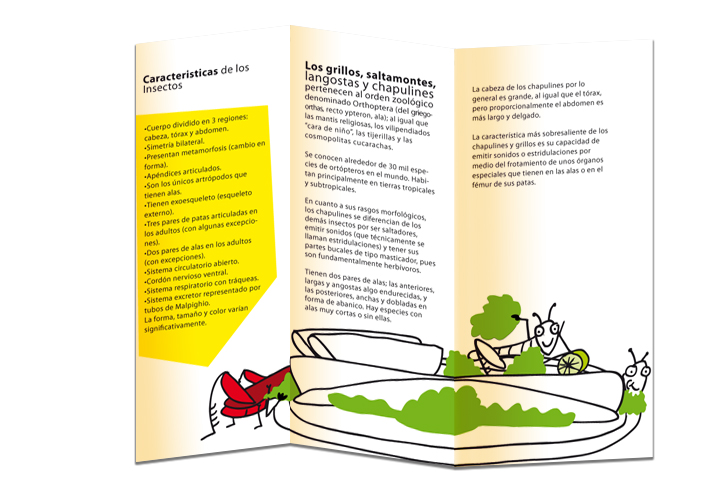 Caracteristicas de los
Insectos
•Cuerpo dividido en 3 regiones:
cabeza, tórax y abdomen.
•Simetría bilateral.
•Presentan metamorfosis (cambio en
forma).
•Apéndices articulados.
•Son los únicos artrópodos que
tienen alas.
•Tienen exoesqueleto (esqueleto
externo).
•Tres pares de patas articuladas en
los adultos (con algunas excepcio-
nes).
•Dos pares de alas en los adultos
(con excepciones).
•Sistema circulatorio abierto.
•Cordón nervioso ventral.
•Sistema respiratorio con tráqueas.
•Sistema excretor representado por
tubos de Malpighio.
La forma, tamaño y color varían
significativamente.
Los grillos, saltamontes,
langostas y chapulines
pertenecen al orden zoológico
denominado Orthoptera (del griego-
orthos, recto ypteron, ala); al igual que
las mantis religiosas, los vilipendiados
"cara de niño", las tijerillas y las
cosmopolitas cucarachas.
Se conocen alrededor de 30 mil espe-
cies de ortópteros en el mundo. Habi-
tan principalmente en tierras tropicales
y subtropicales.
En cuanto a sus rasgos morfológicos,
los chapulines se diferencian de los
demás insectos por ser saltadores,
emitir sonidos (que técnicamente se
llaman estridulaciones) y tener sus
partes bucales de tipo masticador, pues
son fundamentalmente herbívoros.
Tienen dos pares de alas; las anteriores,
largas y angostas algo endurecidas, y
las posteriores, anchas y dobladas en
forma de abanico. Hay especies con
alas muy cortas o sin ellas.
La cabeza de los chapulines por lo
general es grande, al igual que el tórax,
pero proporcionalmente el abdomen es
más largo y delgado.
La característica más sobresaliente de los
chapulines y grillos es su capacidad de
emitir sonidos o estridulaciones por
medio del frotamiento de unos órganos
especiales que tienen en las alas o en el
fémur de sus patas.